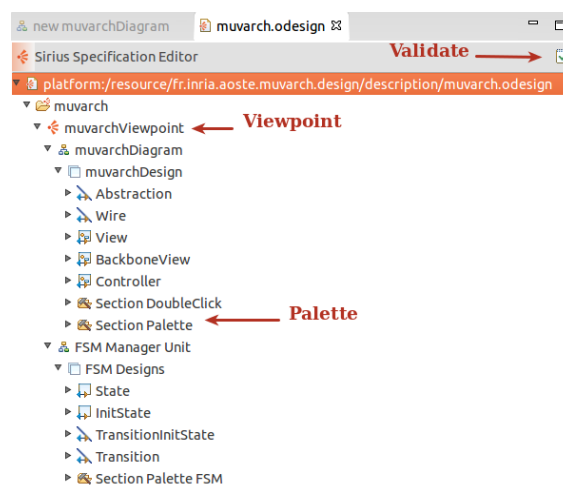 new muvarchDiagram muvarch.odesign
Sirius Specification Editor Validate
platform:/resource/fr.inria.aoste.muvarch.design/description/muvarch.odesign
muvarch
muvarchViewpoint Viewpoint
muvarchDiagram
muvarchDesign
Abstraction
Wire
View
BackboneView
Controller
Section DoubleClick
Section Palette Palette
FSM Manager Unit
FSM Designs
State
InitState
TransitionInitState
Transition
Section Palette FSM